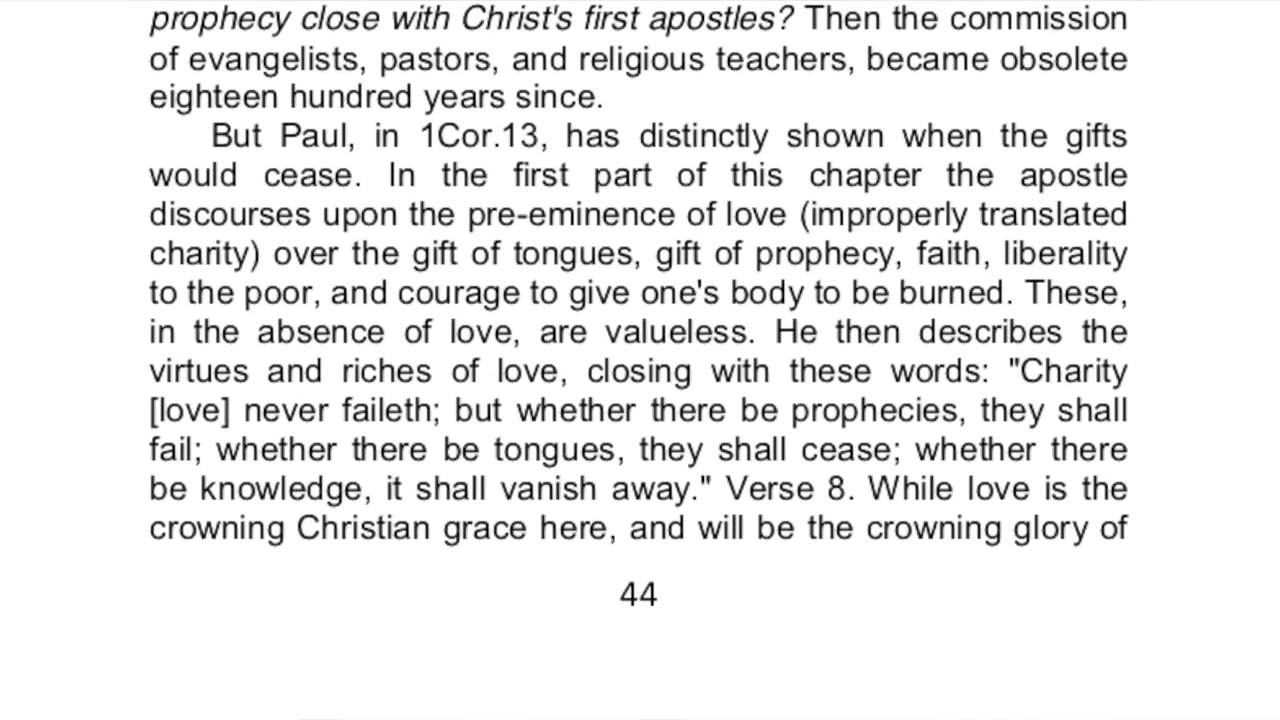 prophecy close with Christ's first apostles? Then the commission
of evangelists, pastors, and religious teachers, became obsolete
eighteen hundred years since.
But Paul, in 1Cor.13, has distinctly shown when the gifts
would cease. In the first part of this chapter the apostle
discourses upon the pre-eminence of love (improperly translated
charity) over the gift of tongues, gift of prophecy, faith, liberality
to the poor, and courage to give one's body to be burned. These,
in the absence of love, are valueless. He then describes the
virtues and riches of love, closing with these words: "Charity
[love] never faileth; but whether there be prophecies, they shall
fail; whether there be tongues, they shall cease; whether there
be knowledge, it shall vanish away." Verse 8. While love is the
crowning Christian grace here, and will be the crowning glory of
44